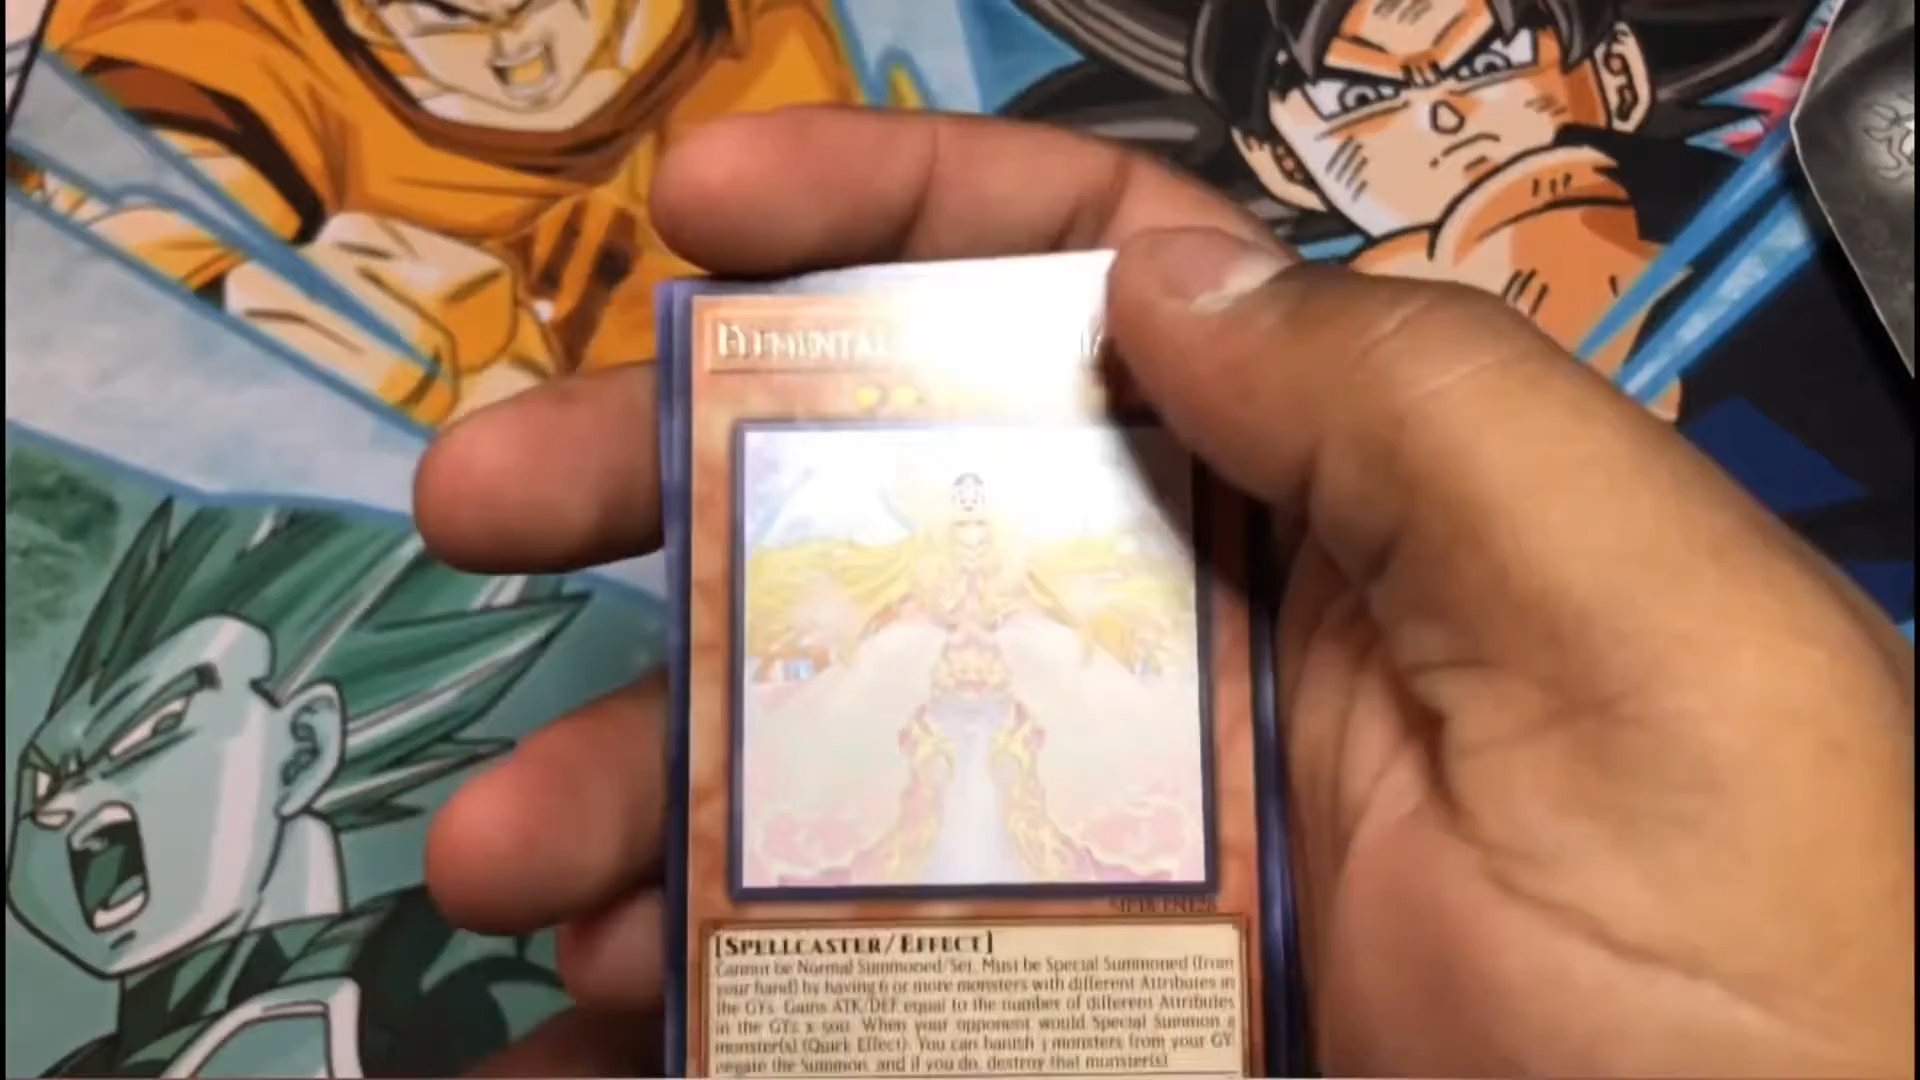 Elemental
MP18-EN128
[Spellcaster/Effect]
Cannot be Normal Summoned/Set. Must be Special Summoned (from
your hand) by having 6 or more monsters with different Attributes in
the GYs. Gains ATK/DEF equal to the number of different Attributes
in the GYs x 500. When your opponent would Special Summon a
monster(s) (Quick Effect): You can banish 3 monsters from your GY;
negate the Summon, and if you do, destroy that monster(s).